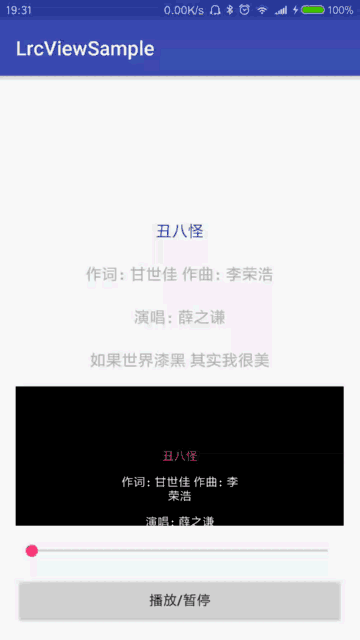 19:31 0.00K/s 100%
LrcViewSample
丑八怪
作词：甘世佳 作曲：李荣浩
演唱：薛之谦
如果世界漆黑 其实我很美
丑八怪
作词：甘世佳 作曲：李
荣浩
演唱：薛之谦
播放/暂停